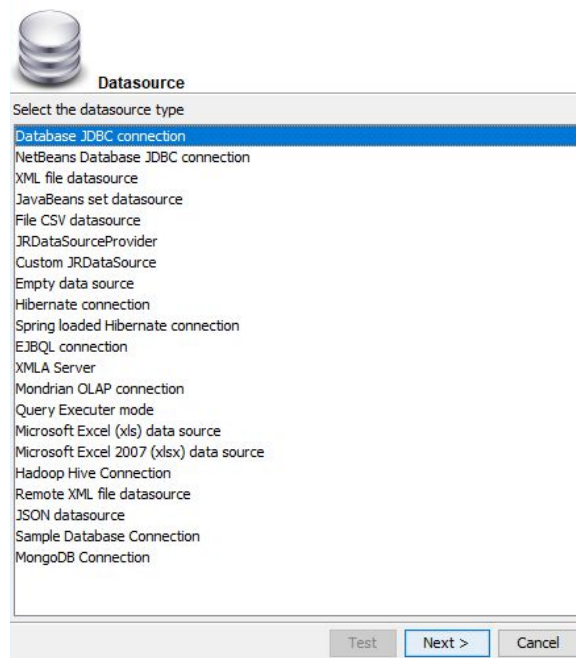 Datasource
Select the datasource type
Database JDBC connection
NetBeans Database JDBC connection
XML file datasource
JavaBeans set datasource
File CSV datasource
JRDataSourceProvider
Custom JRDataSource
Empty data source
Hibernate connection
Spring loaded Hibernate connection
EJBQL connection
XMLA Server
Mondrian OLAP connection
Query Executer mode
Microsoft Excel (xls) data source
Microsoft Excel 2007 (xlsx) data source
Hadoop Hive Connection
Remote XML file datasource
JSON datasource
Sample Database Connection
MongoDB Connection
Test Next > Cancel